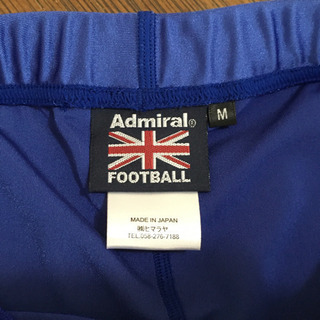 Admiral®
FOOTBALL
M
MADE IN JAPAN
㈱ヒマラヤ
TEL.058-276-7188